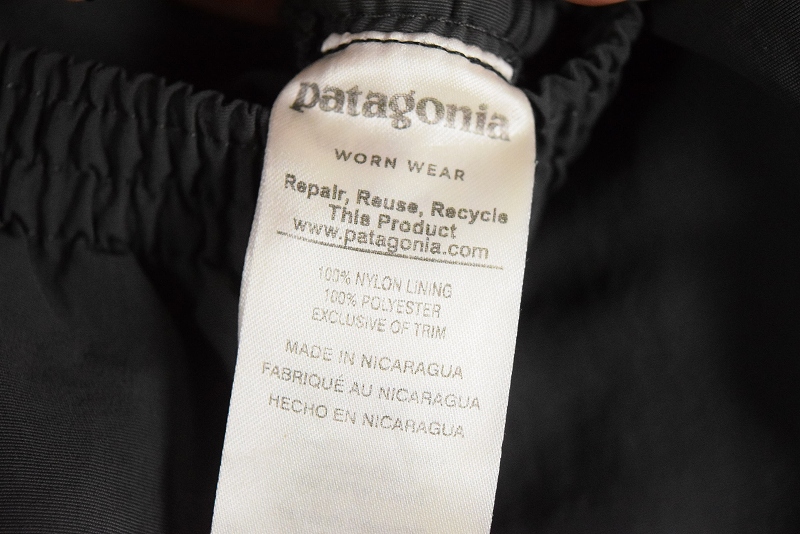 patagonia
WORN WEAR
Repair, Reuse, Recycle
This Product
www.patagonia.com
100% NYLON LINING
100% POLYESTER
EXCLUSIVE OF TRIM
MADE IN NICARAGUA
FABRIQUÉ AU NICARAGUA
HECHO EN NICARAGUA